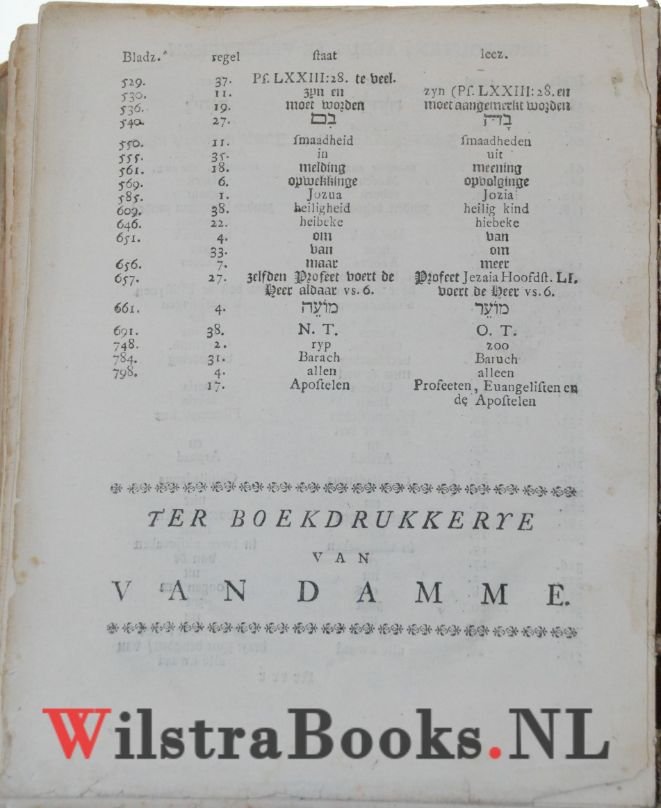 Bladz. regel ſtaat leez.
529. 37. Pſ. LXXIII:28. te veel.
530. 11. zyn en zyn (Pſ. LXXIII:28. en
536. 19. moet worden moet aangemerkt worden
540. 27. בם בָּהּ
550. 11. ſmaadheid ſmaadheden
555. 35. in uit
561. 18. melding meening
569. 6. opwekkinge opvolginge
585. 1. Jozua Jozia
609. 38. heiligheid heilig kind
646. 22. heibeke hiebeke
651. 4. om van
33. van om
656. 7. maar meer
657. 27. zelfden Profeet voert de Profeet Jezaia Hoofdſt. LI.
Heer aldaar vs. 6. voert de Heer vs. 6.
661. 4. מוֹעֵה מוֹעֵר
691. 38. N. T. O. T.
748. 2. ryp zoo
784. 31. Barach Baruch
798. 4. allen alleen
17. Apoſtelen Profeeten, Euangeliſten en
de Apoſtelen
TER BOEKDRUKKERYE
VAN
VAN DAMME.
WilstraBooks.NL